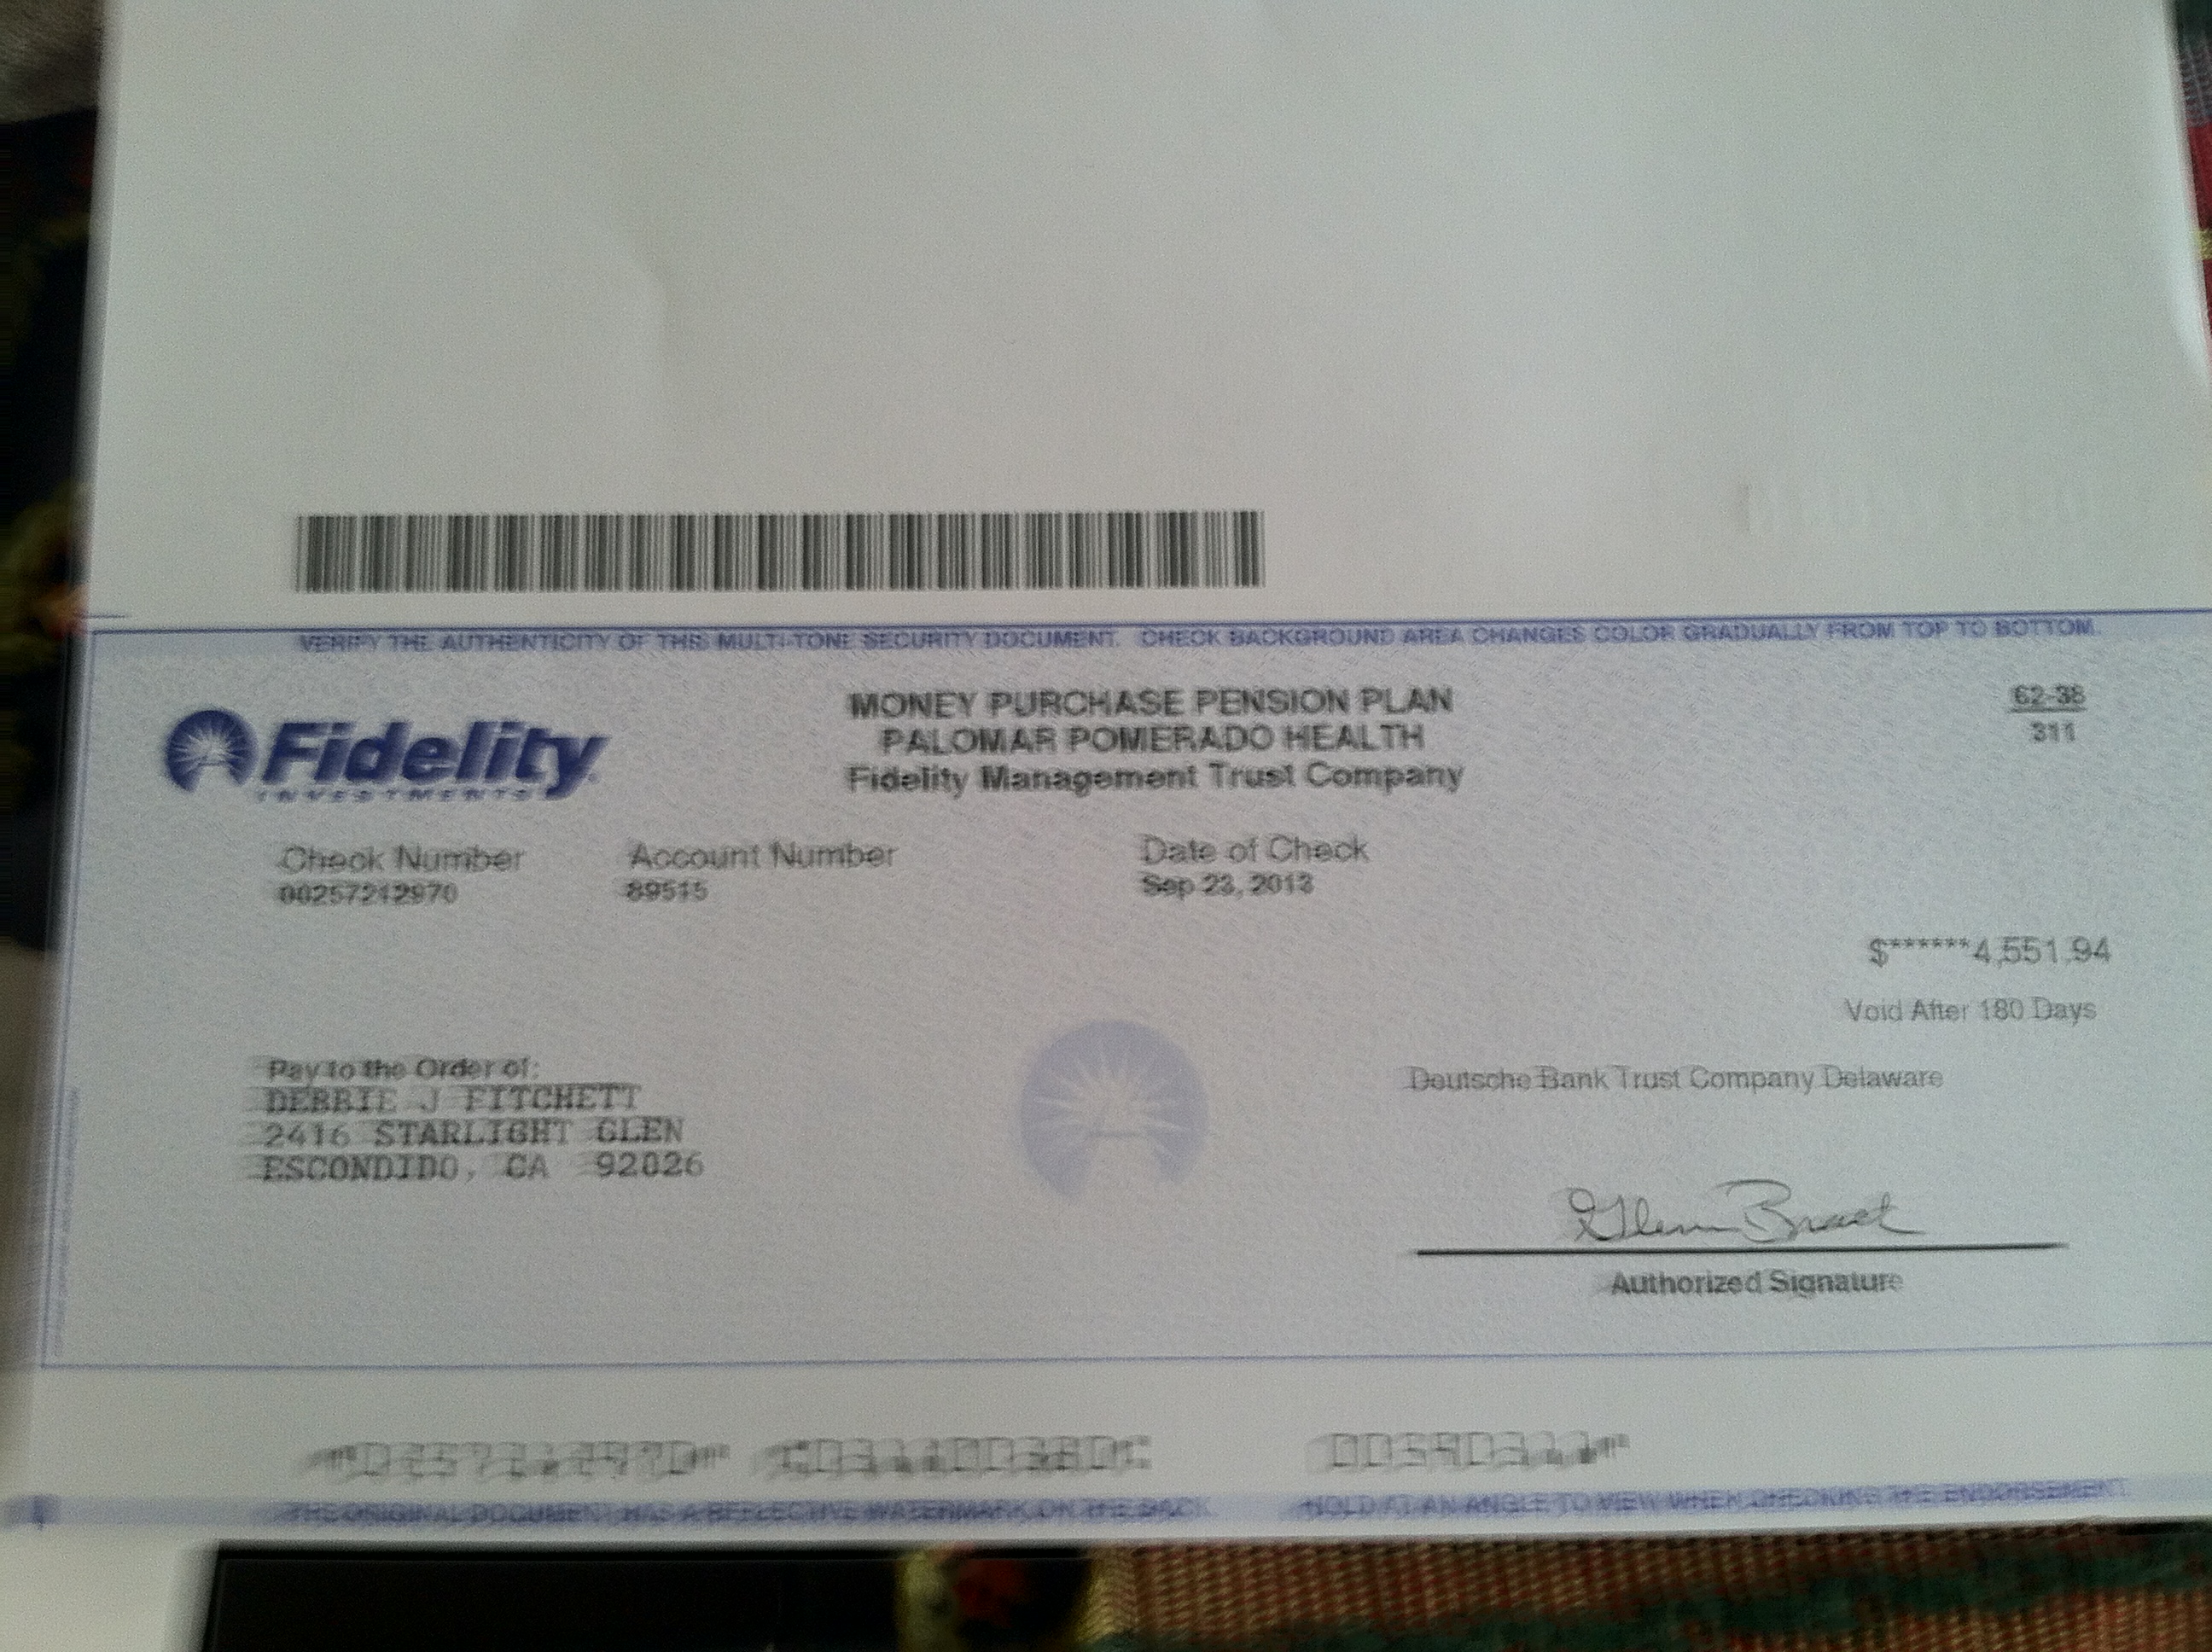 VERIFY THE AUTHENTICITY OF THIS MULTI-TONE SECURITY DOCUMENT. CHECK BACKGROUND AREA CHANGES COLOR GRADUALLY FROM TOP TO BOTTOM.
Fidelity
INVESTMENTS
MONEY PURCHASE PENSION PLAN
PALOMAR POMERADO HEALTH
Fidelity Management Trust Company
62-38
311
Check Number Account Number Date of Check
00257212970 89515 Sep 23, 2013
$******4,551.94
Void After 180 Days
Pay to the Order of:
DEBBIE J FITCHETT
2416 STARLIGHT GLEN
ESCONDIDO, CA 92026
Deutsche Bank Trust Company Delaware
Glenn Brack
Authorized Signature
THE ORIGINAL DOCUMENT HAS A REFLECTIVE WATERMARK ON THE BACK. HOLD AT AN ANGLE TO VIEW WHEN CHECKING THE ENDORSEMENT.